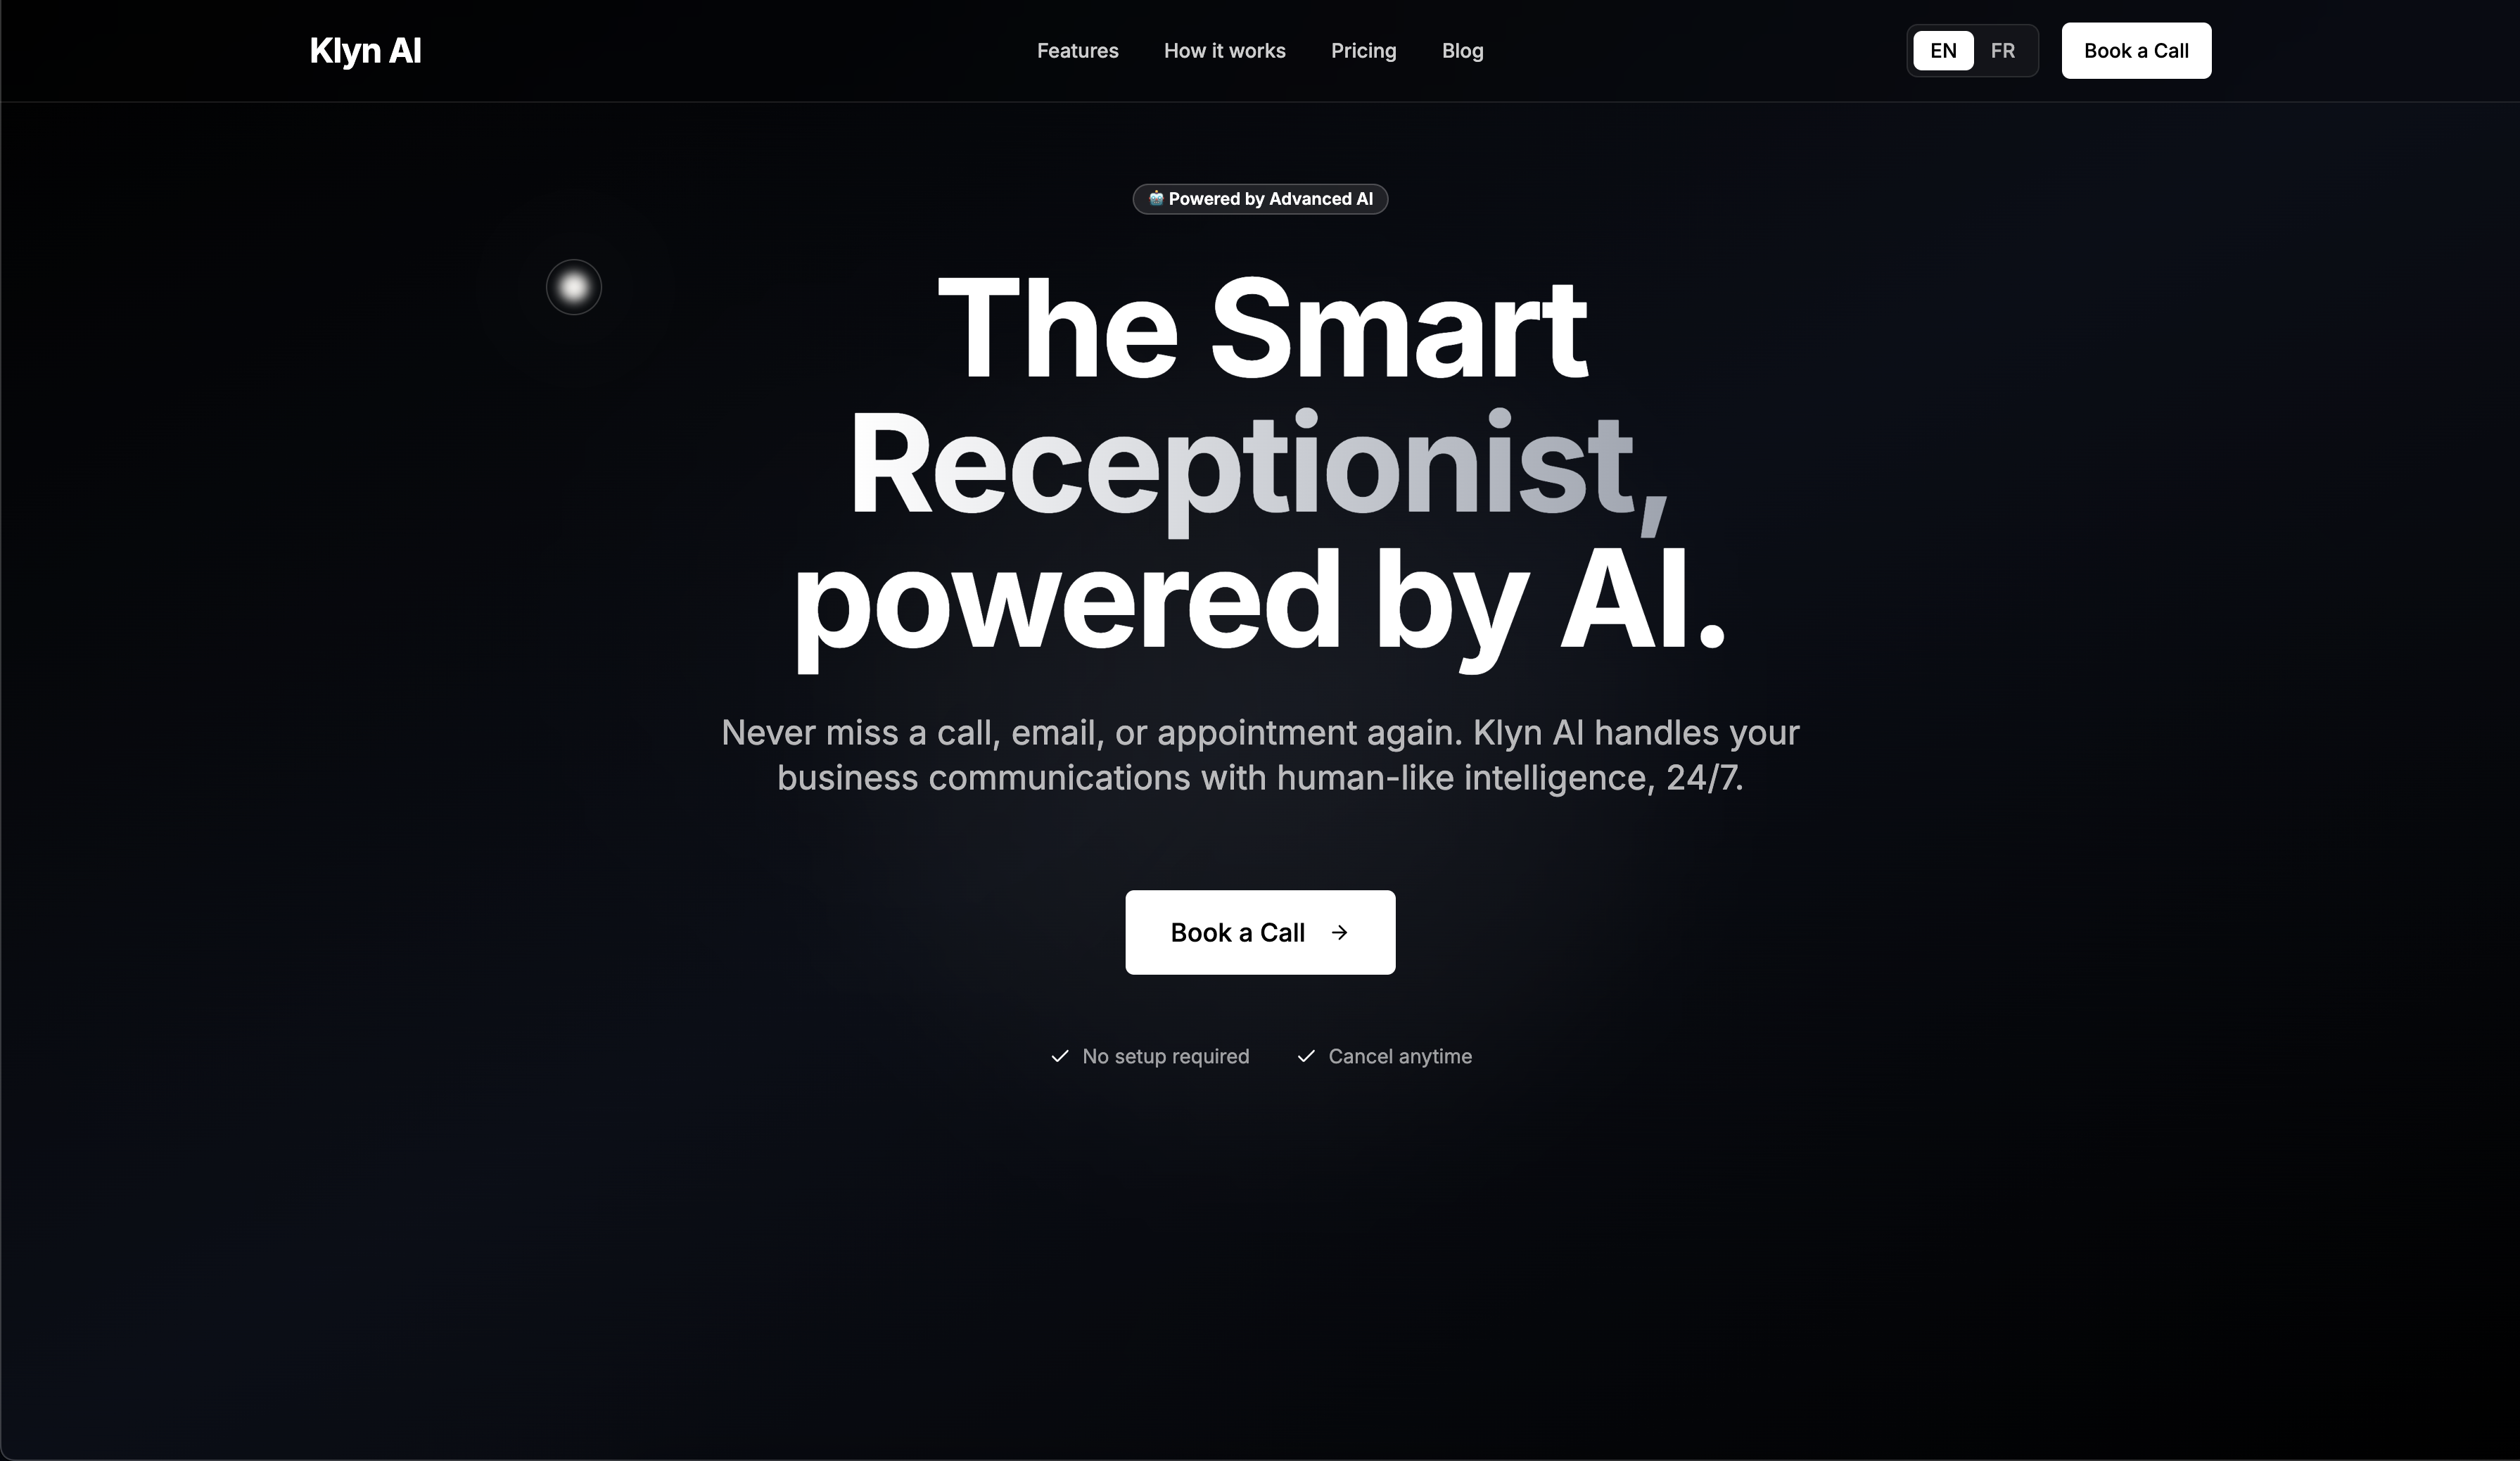 Klyn AI
Features
How it works
Pricing
Blog
EN
FR
Book a Call
🤖 Powered by Advanced AI
The Smart
Receptionist,
powered by AI.
Never miss a call, email, or appointment again. Klyn AI handles your
business communications with human-like intelligence, 24/7.
Book a Call →
✓ No setup required
✓ Cancel anytime